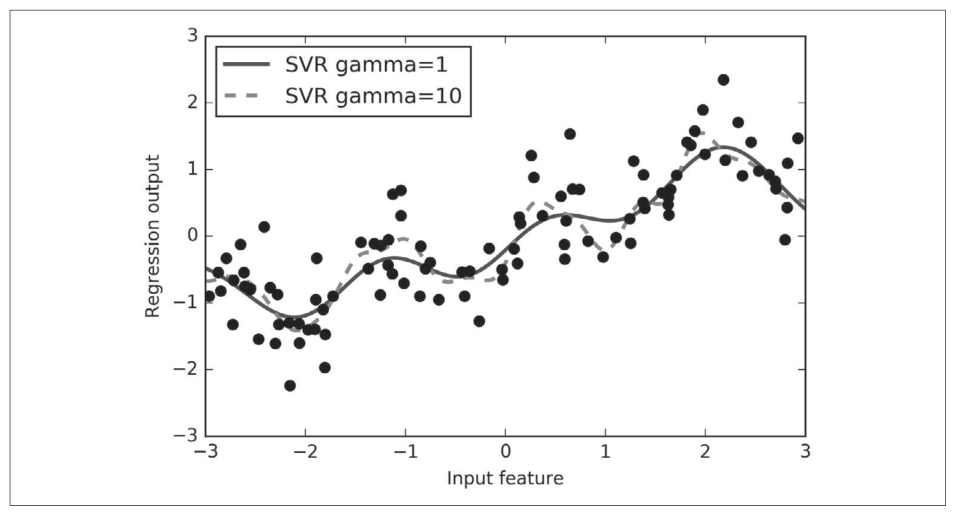 SVR gamma=1
SVR gamma=10
3
2
1
0
−1
−2
−3
Regression output
−3 −2 −1 0 1 2 3
Input feature